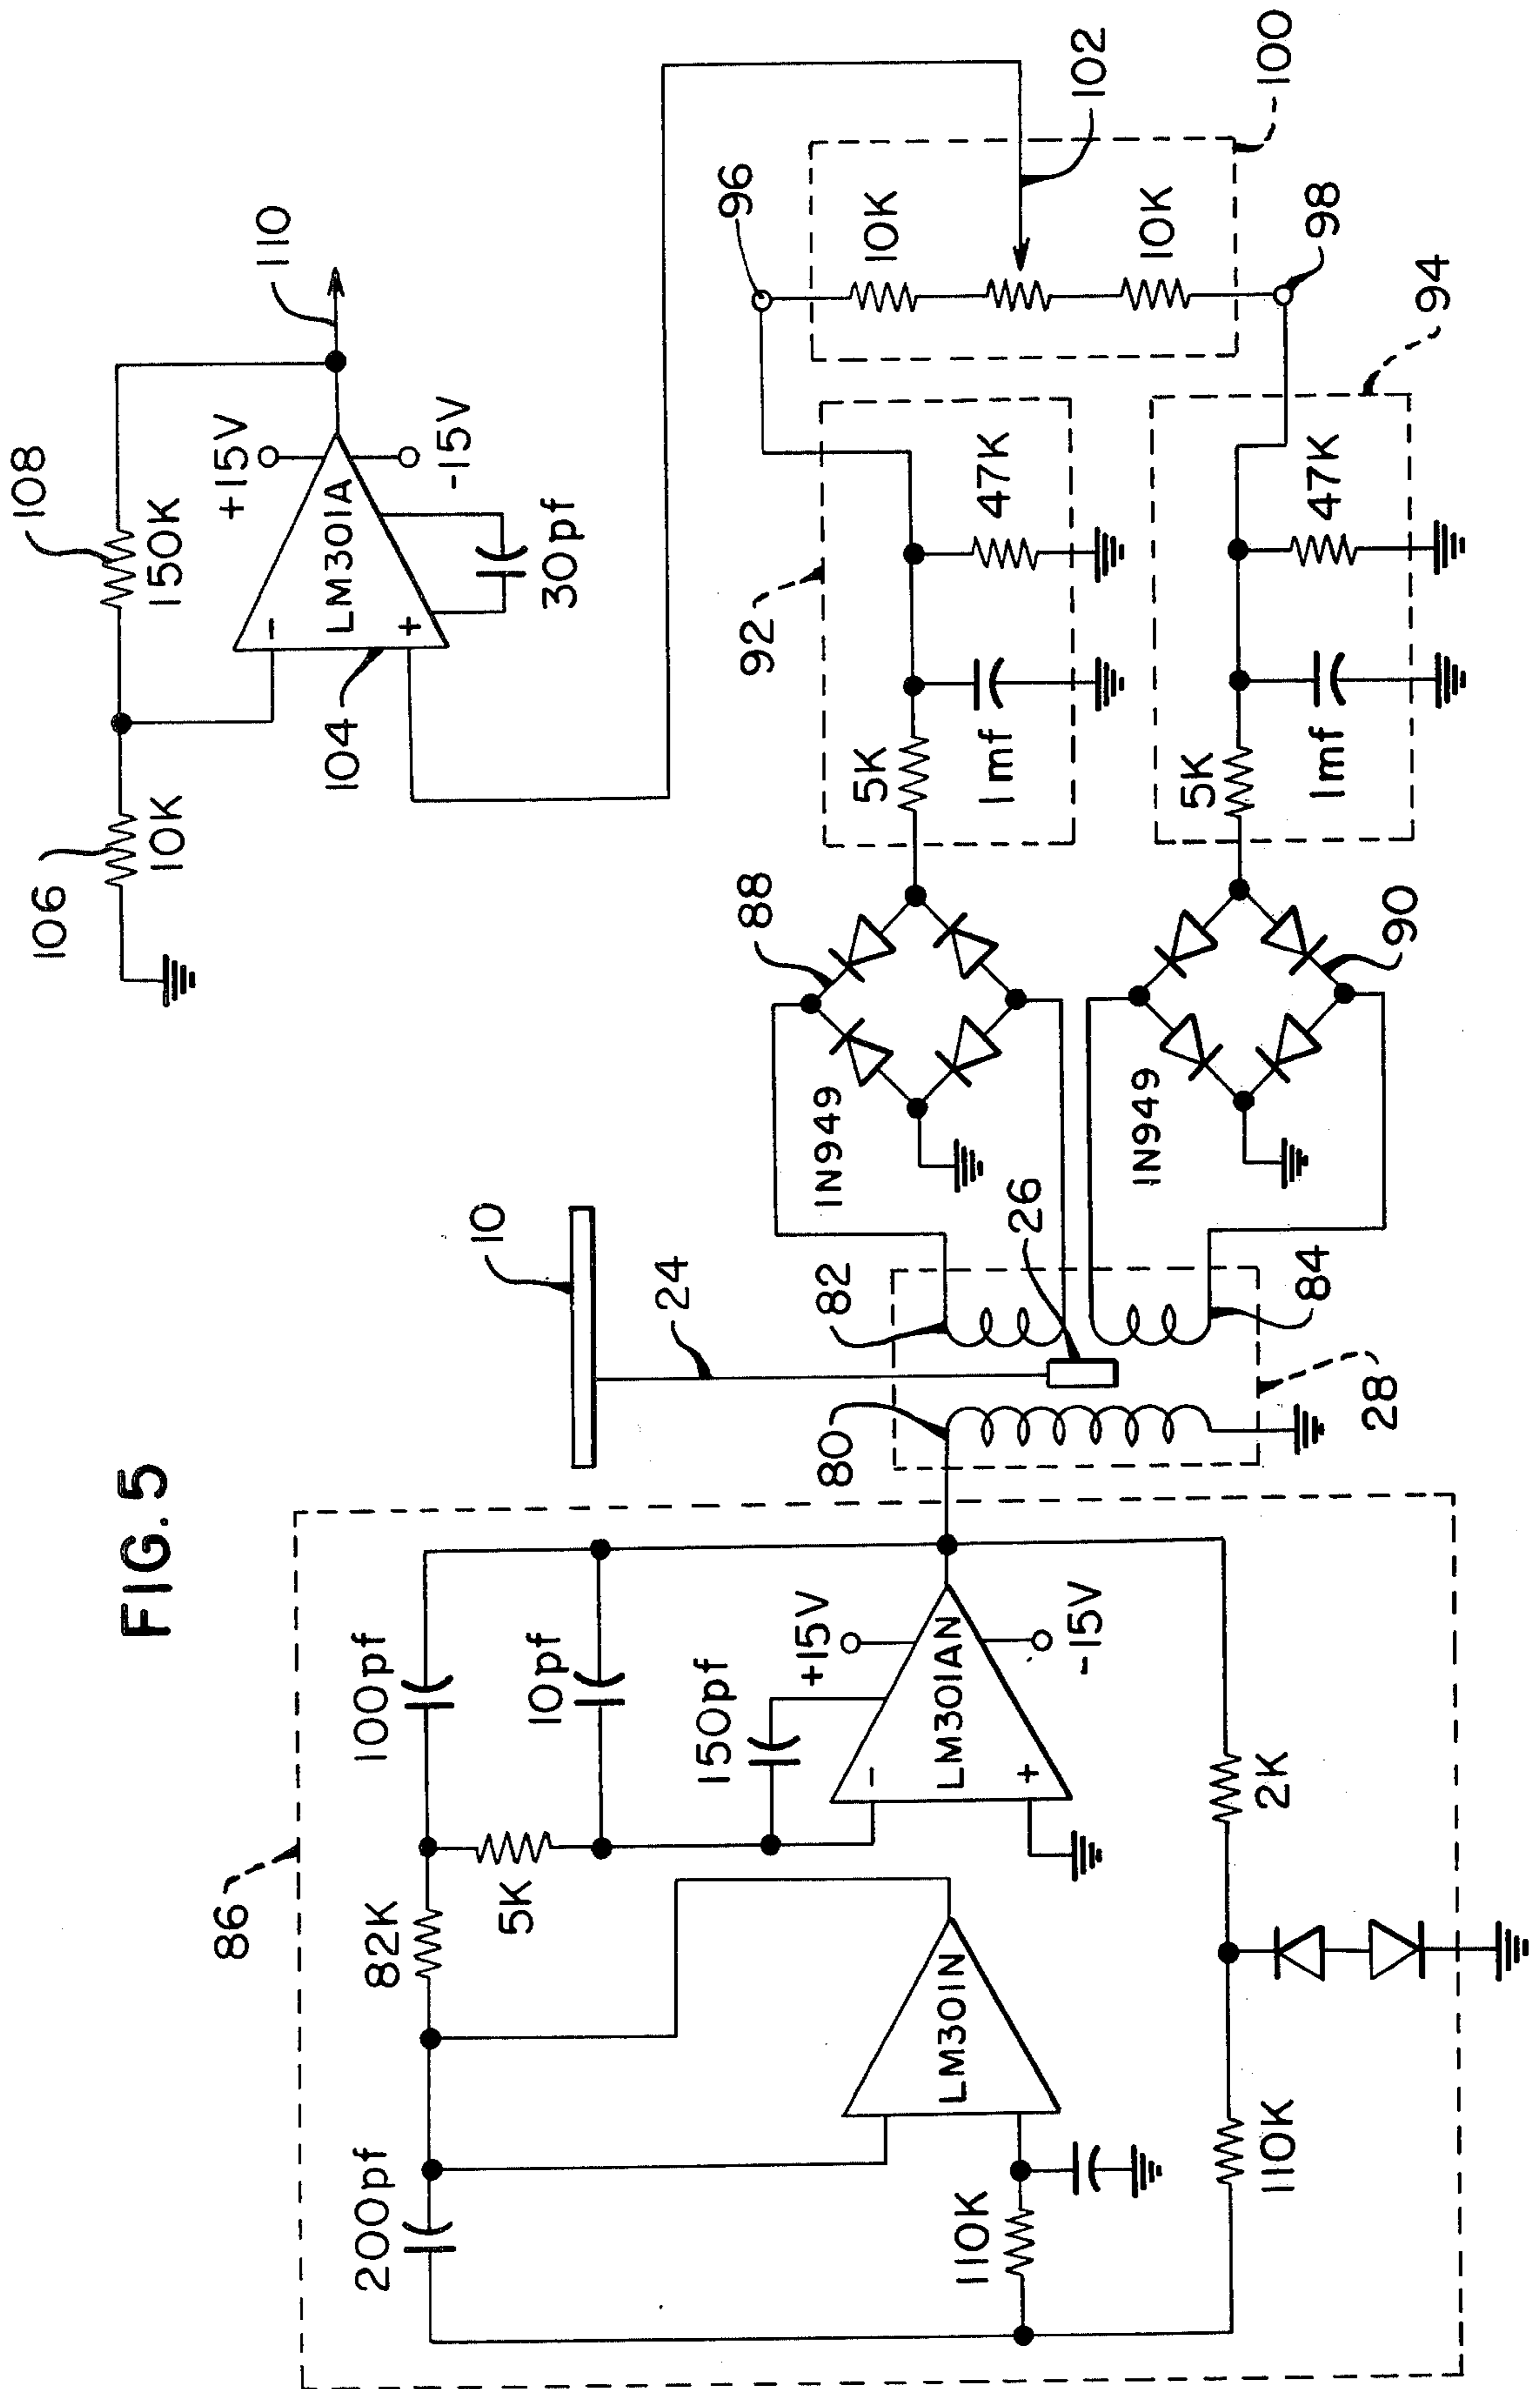 FIG. 5
108
150K
106
10K
+15V
110
-
LM301A
+
104
-15V
30pf
102
96
100
10K
10K
98
94
92
47K
5K
1mf
47K
5K
1mf
88
90
1N949
1N949
10
24
26
82
84
28
80
86
100pf
10pf
150pf
+15V
-
LM301AN
+
-15V
82K
5K
2K
200pf
LM301N
110K
110K